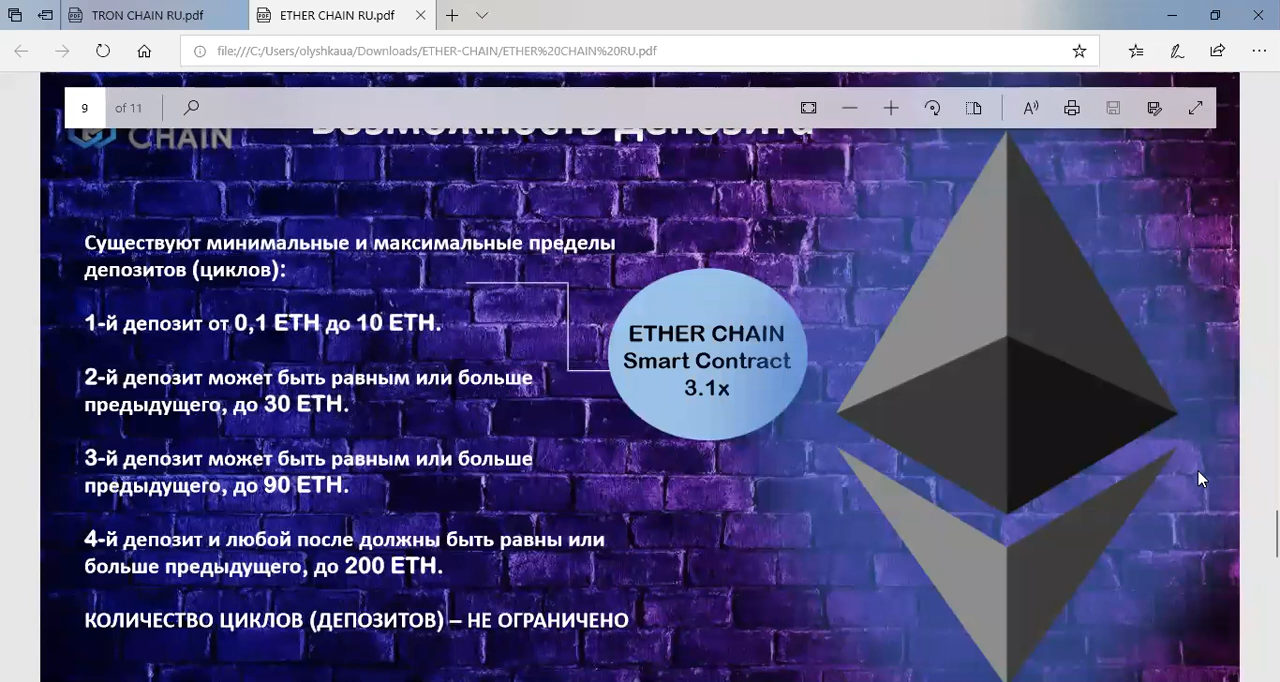 TRON CHAIN RU.pdf
ETHER CHAIN RU.pdf
file:///C:/Users/olyshkaua/Downloads/ETHER-CHAIN/ETHER%20CHAIN%20RU.pdf
9 of 11
CHAIN
Возможность депозита
Существуют минимальные и максимальные пределы
депозитов (циклов):
1-й депозит от 0,1 ETH до 10 ETH.
2-й депозит может быть равным или больше
предыдущего, до 30 ETH.
3-й депозит может быть равным или больше
предыдущего, до 90 ETH.
4-й депозит и любой после должны быть равны или
больше предыдущего, до 200 ETH.
КОЛИЧЕСТВО ЦИКЛОВ (ДЕПОЗИТОВ) – НЕ ОГРАНИЧЕНО
ETHER CHAIN
Smart Contract
3.1x